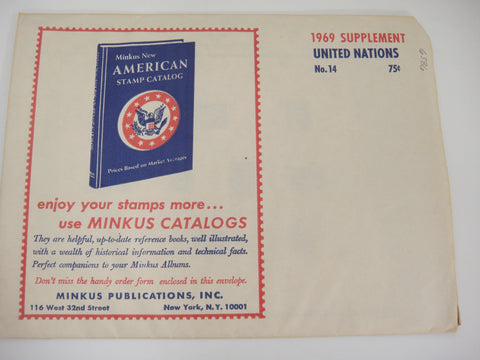 1969 SUPPLEMENT
UNITED NATIONS
No. 14 75¢
Minkus New
AMERICAN
STAMP CATALOG
Prices Based on Market Averages
enjoy your stamps more...
use MINKUS CATALOGS
They are helpful, up-to-date reference books, well illustrated,
with a wealth of historical information and technical facts.
Perfect companions to your Minkus Albums.
Don't miss the handy order form enclosed in this envelope.
MINKUS PUBLICATIONS, INC.
116 West 32nd Street New York, N.Y. 10001